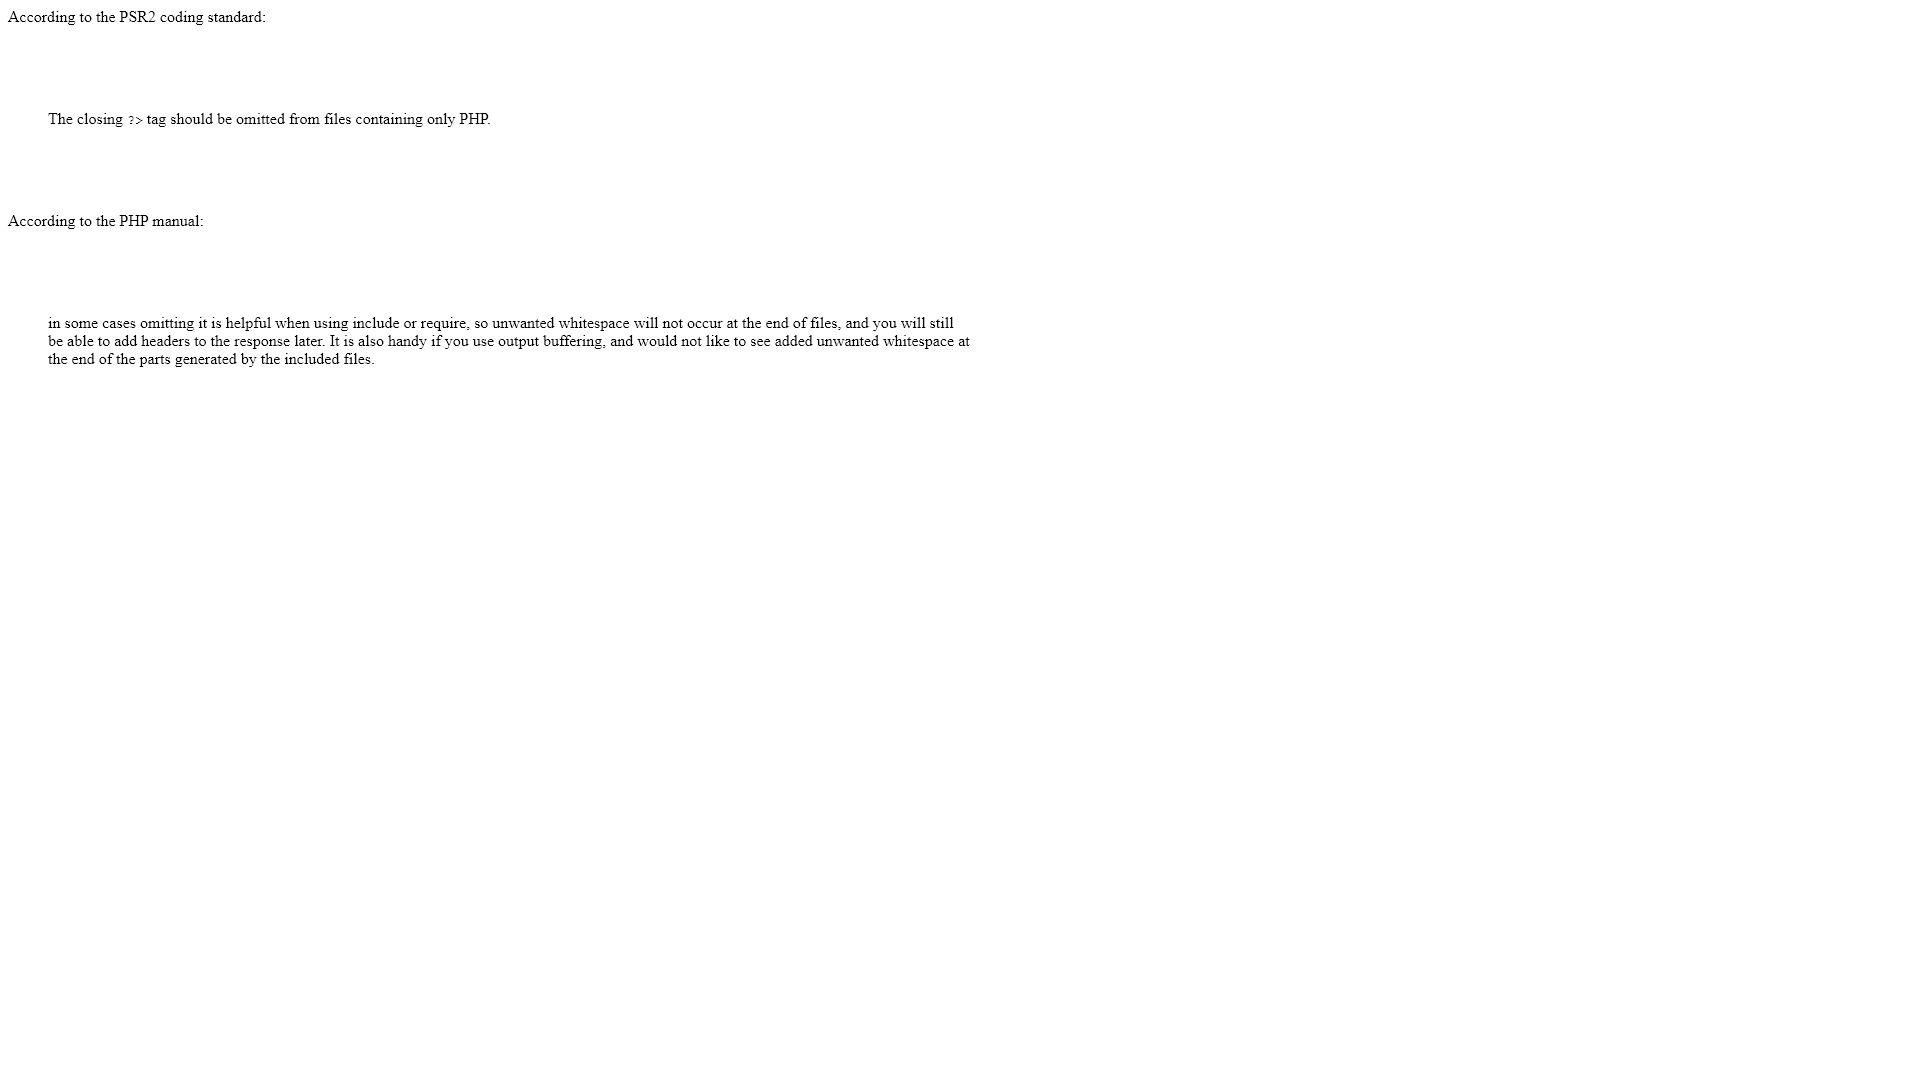 According to the PSR2 coding standard:
The closing ?> tag should be omitted from files containing only PHP.
According to the PHP manual:
in some cases omitting it is helpful when using include or require, so unwanted whitespace will not occur at the end of files, and you will still
be able to add headers to the response later. It is also handy if you use output buffering, and would not like to see added unwanted whitespace at
the end of the parts generated by the included files.